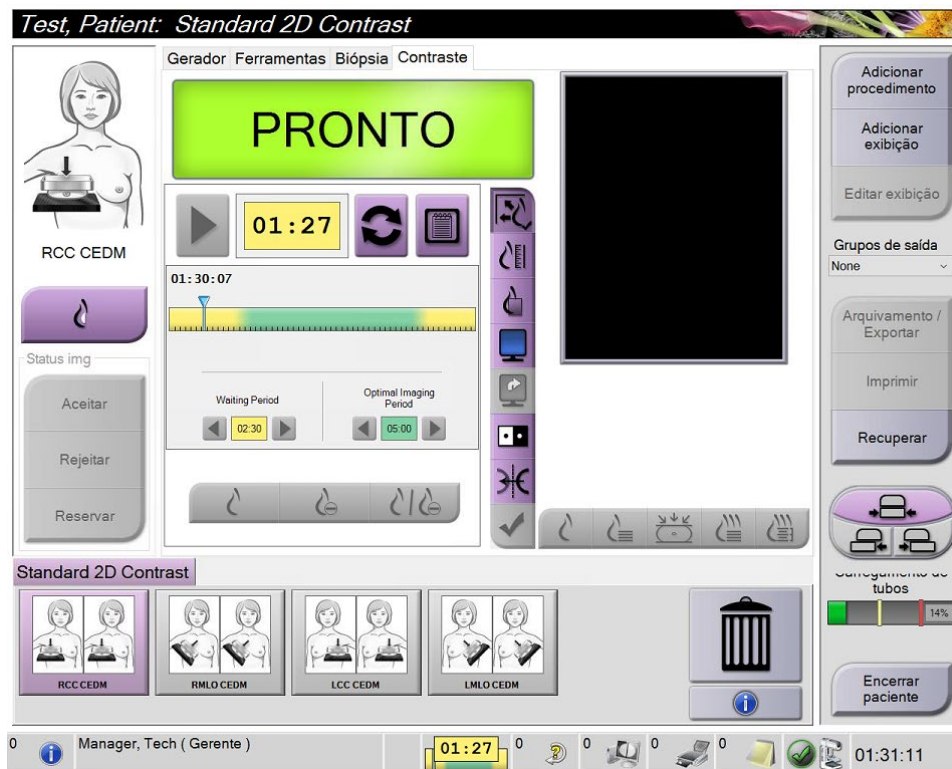 Test, Patient: Standard 2D Contrast
Gerador Ferramentas Biópsia Contraste
PRONTO
01:27
01:30:07
Waiting Period
02:30
Optimal Imaging
Period
05:00
RCC CEDM
Status img
Aceitar
Rejeitar
Reservar
Adicionar
procedimento
Adicionar
exibição
Editar exibição
Grupos de saída
None
Arquivamento /
Exportar
Imprimir
Recuperar
tubos
14%
Encerrar
paciente
Standard 2D Contrast
RCC CEDM
RMLO CEDM
LCC CEDM
LMLO CEDM
0 Manager, Tech ( Gerente ) 01:27 0 0 0 0 01:31:11